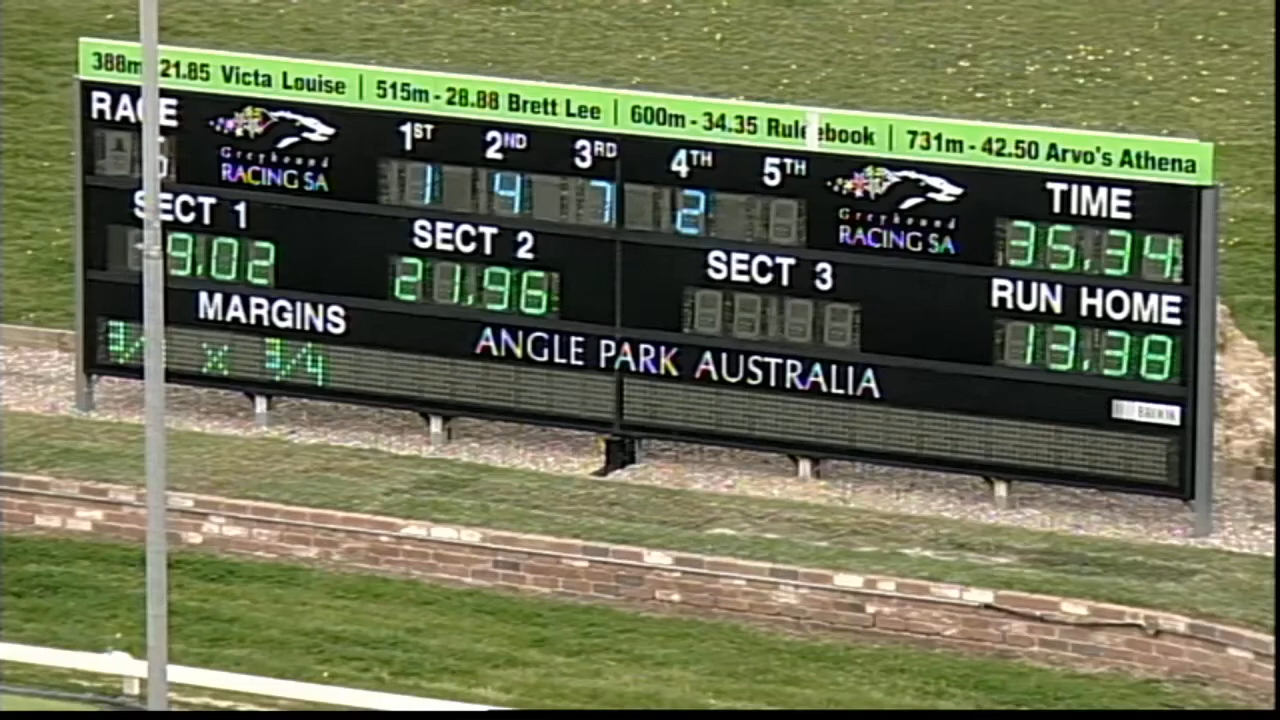 388m 21.85 Victa Louise | 515m - 28.88 Brett Lee | 600m - 34.35 Rulebook | 731m - 42.50 Arvo's Athena
RACE 1ST 2ND 3RD 4TH 5TH TIME
Greyhound
RACING SA
Greyhound
RACING SA
1 4 7 2
35.34
SECT 1 SECT 2 SECT 3 RUN HOME
9.02 21.96 13.38
MARGINS
ANGLE PARK AUSTRALIA
3/4 x 3/4